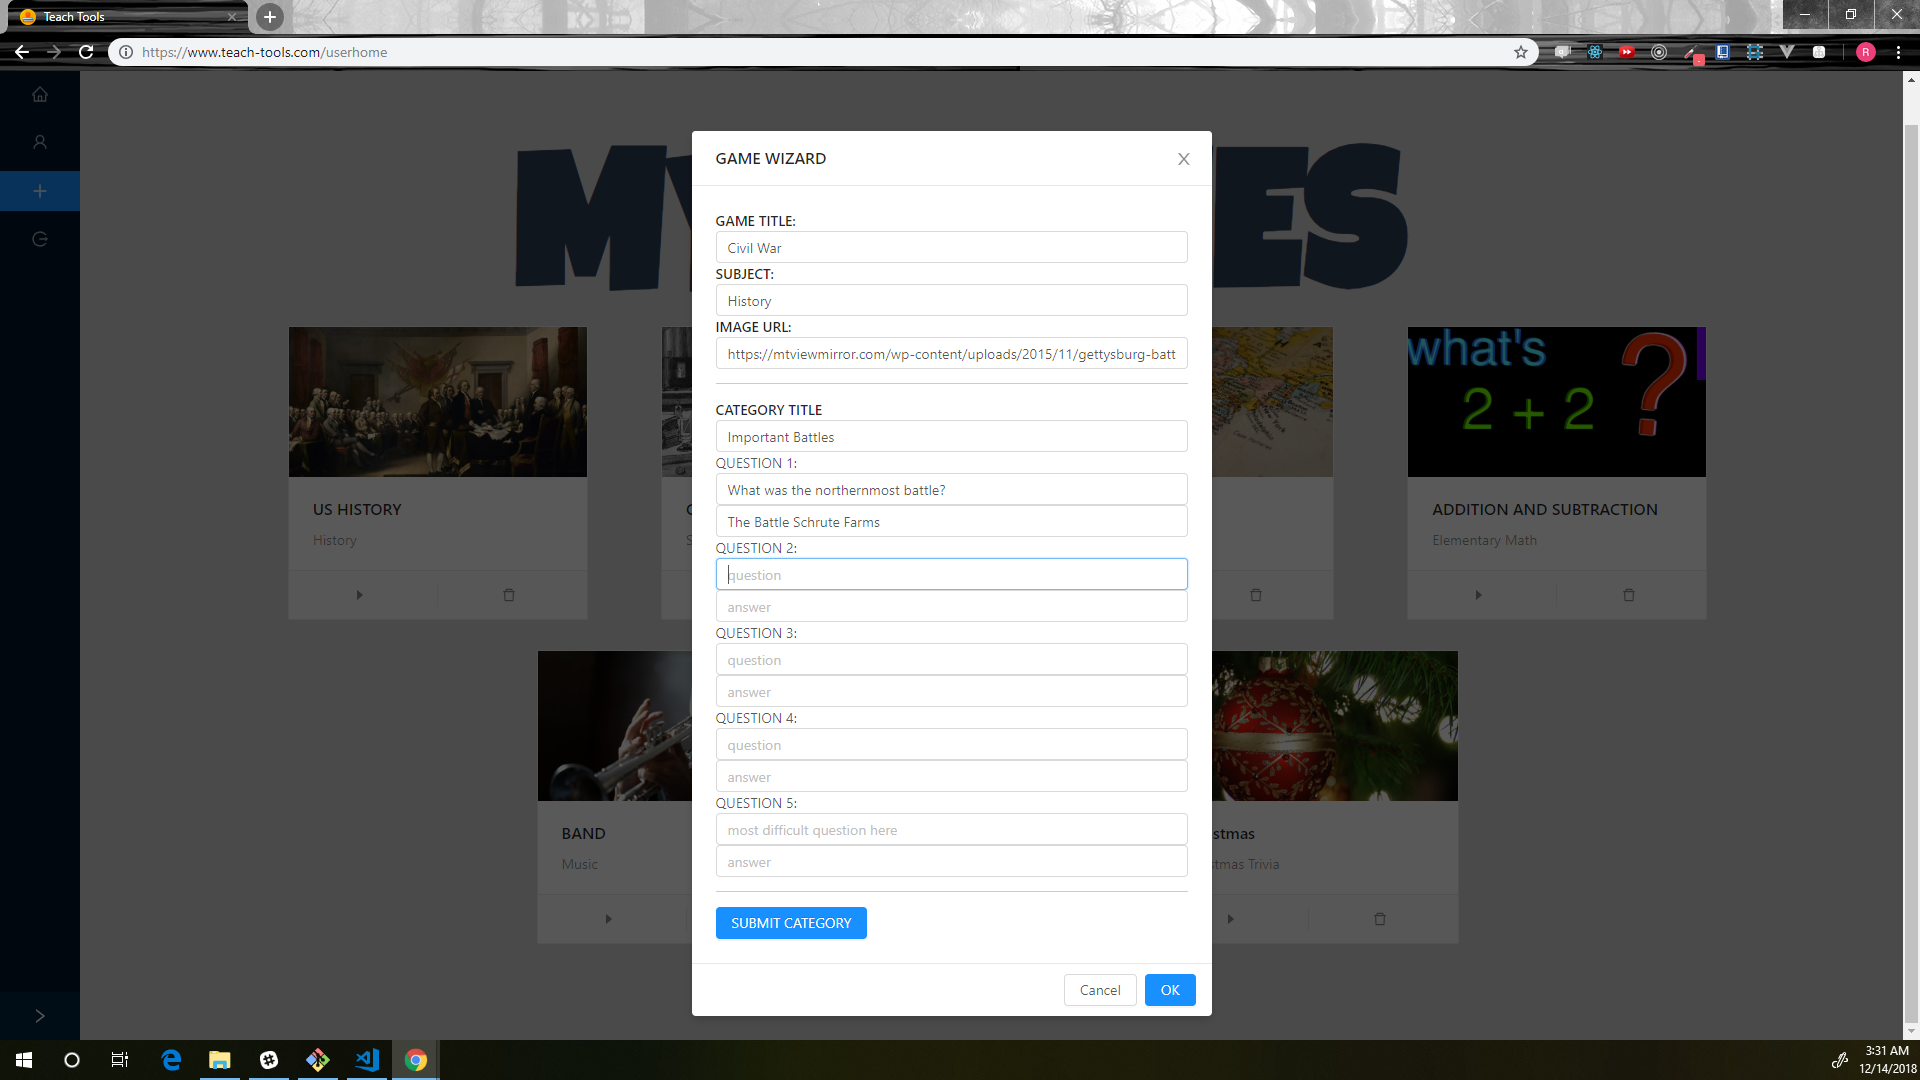 Teach Tools
https://www.teach-tools.com/userhome
R
GAME WIZARD
GAME TITLE:
Civil War
SUBJECT:
History
IMAGE URL:
https://mtviewmirror.com/wp-content/uploads/2015/11/gettysburg-batt
CATEGORY TITLE
Important Battles
QUESTION 1:
What was the northernmost battle?
The Battle Schrute Farms
QUESTION 2:
question
answer
QUESTION 3:
question
answer
QUESTION 4:
question
answer
QUESTION 5:
most difficult question here
answer
SUBMIT CATEGORY
Cancel
OK
US HISTORY
History
what's
2 + 2 ?
ADDITION AND SUBTRACTION
Elementary Math
BAND
Music
stmas
stmas Trivia
3:31 AM
12/14/2018